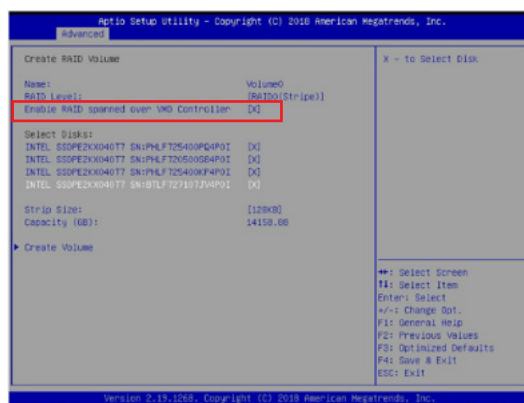 Aptio Setup Utility - Copyright (C) 2018 American Megatrends, Inc.
Advanced
Create RAID Volume
X - to Select Disk
Name: Volume0
RAID Level: [RAID0(Stripe)]
Enable RAID spanned over VMD Controller [X]
Select Disks:
INTEL SSDPE2KX040T7 SN:PHLF725400PQ4P0I [X]
INTEL SSDPE2KX040T7 SN:PHLF720500S84P0I [X]
INTEL SSDPE2KX040T7 SN:PHLF725400KP4P0I [X]
INTEL SSDPE2KX040T7 SN:BTLF727107JV4P0I [X]
Strip Size: [128KB]
Capacity (GB): 14158.08
Create Volume
: Select Screen
: Select Item
Enter: Select
+/-: Change Opt.
F1: General Help
F2: Previous Values
F3: Optimized Defaults
F4: Save & Exit
ESC: Exit
Version 2.19.1268. Copyright (C) 2018 American Megatrends, Inc.